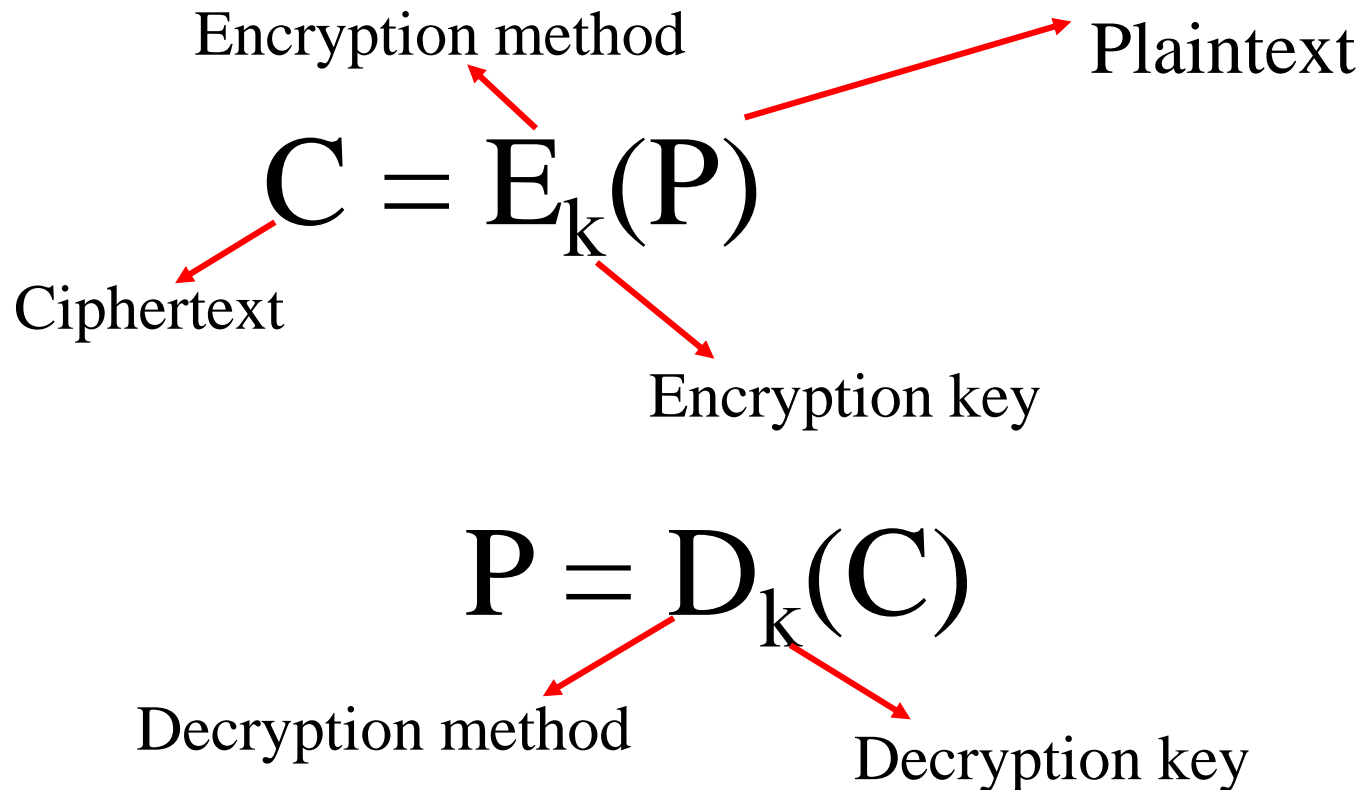 Encryption method
Plaintext
C = Eₖ(P)
Ciphertext
Encryption key
P = Dₖ(C)
Decryption method
Decryption key